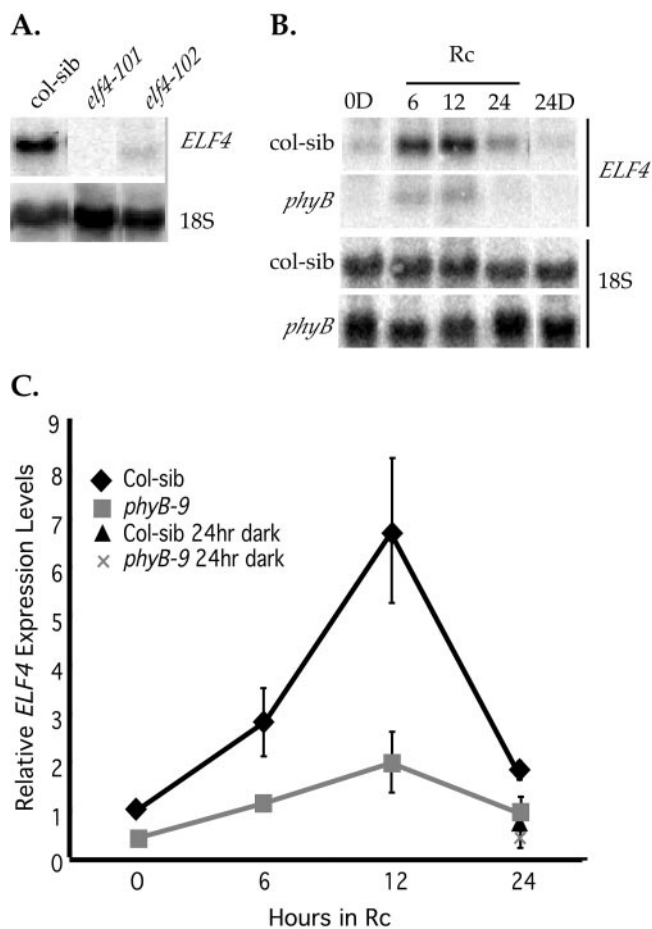 A.
col-sib elf4-101 elf4-102
ELF4
18S
B.
Rc
0D 6 12 24 24D
col-sib
phyB
ELF4
col-sib
phyB
18S
C.
Relative ELF4 Expression Levels
9
8
7
6
5
4
3
2
1
0
Col-sib
phyB-9
Col-sib 24hr dark
phyB-9 24hr dark
0 6 12 24
Hours in Rc